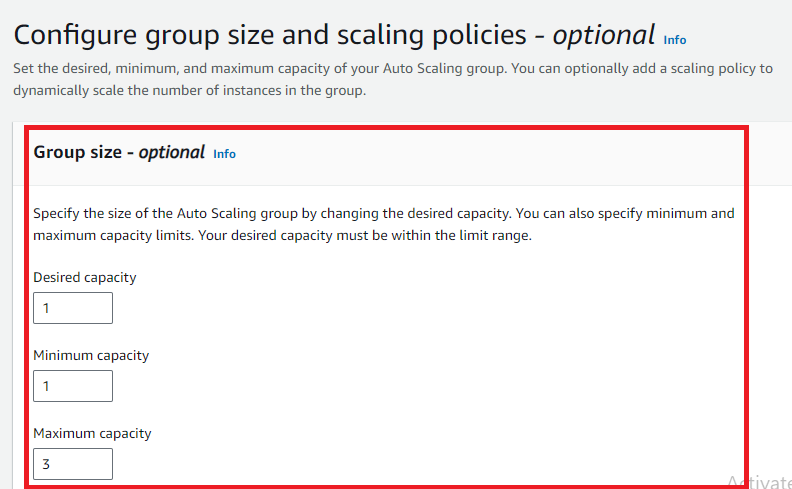 Configure group size and scaling policies - optional Info
Set the desired, minimum, and maximum capacity of your Auto Scaling group. You can optionally add a scaling policy to
dynamically scale the number of instances in the group.
Group size - optional Info
Specify the size of the Auto Scaling group by changing the desired capacity. You can also specify minimum and
maximum capacity limits. Your desired capacity must be within the limit range.
Desired capacity
1
Minimum capacity
1
Maximum capacity
3
Activate